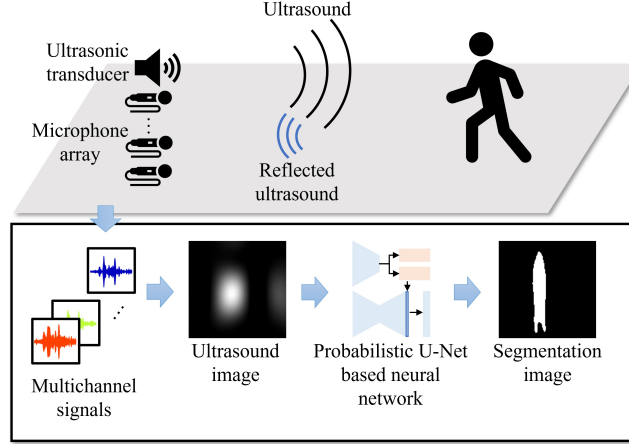 Ultrasound
Ultrasonic
transducer
Microphone
array
Reflected
ultrasound
Multichannel
signals
Ultrasound
image
Probabilistic U-Net
based neural
network
Segmentation
image